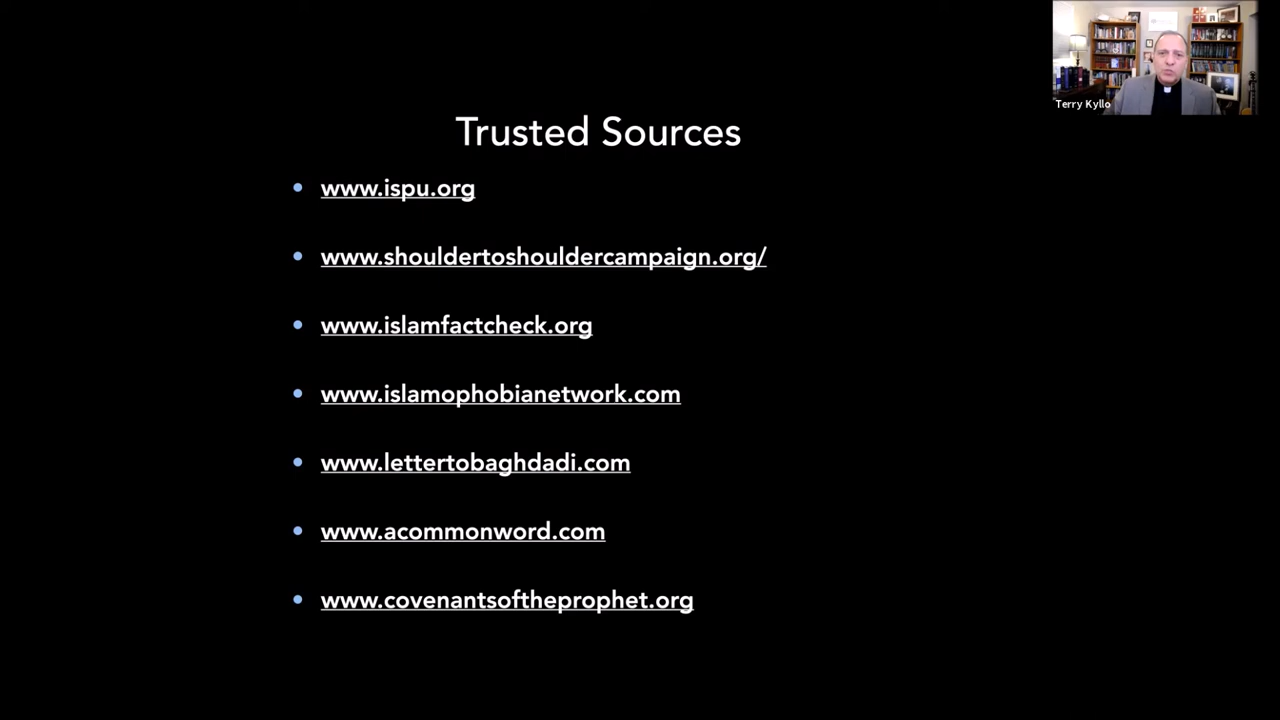 Terry Kyllo
Trusted Sources
• www.ispu.org
• www.shouldertoshouldercampaign.org/
• www.islamfactcheck.org
• www.islamophobianetwork.com
• www.lettertobaghdadi.com
• www.acommonword.com
• www.covenantsoftheprophet.org